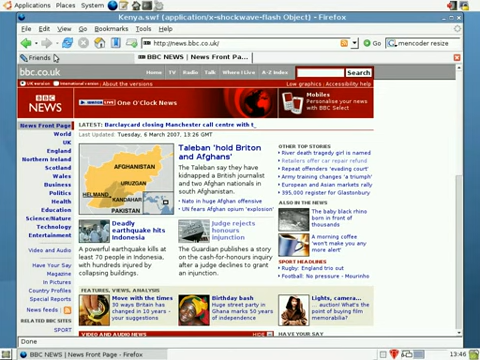 Applications Places System
Kenya.swf (application/x-shockwave-flash Object) - Firefox
File Edit View Go Bookmarks Tools Help
http://news.bbc.co.uk/
Go
mencoder resize
Friends
BBC NEWS | News Front Pa...
bbc.co.uk
Home TV Radio Talk Where I Live A-Z Index
Search
UK version International version About the versions
Low graphics | Accessibility help
BBC
NEWS
One O'Clock News
Mobiles
Personalise your news with BBC Select
News Front Page
World
UK
England
Northern Ireland
Scotland
Wales
Business
Politics
Health
Education
Science/Nature
Technology
Entertainment
Video and Audio
Have Your Say
Magazine
In Pictures
Country Profiles
Special Reports
News feeds
RELATED BBC SITES
SPORT
LATEST: Barclaycard closing Manchester call centre with t_
Last Updated: Tuesday, 6 March 2007, 13:26 GMT
AFGHANISTAN
URUZGAN
HELMAND
KANDAHAR
PAKISTAN
Taleban 'hold Briton and Afghans'
The Taleban say they have kidnapped a British journalist and two Afghan nationals in south Afghanistan.
Nato in huge Afghan offensive
UN fears Afghan opium 'explosion'
Deadly earthquake hits Indonesia
A powerful earthquake kills at least 70 people in Indonesia, with hundreds injured by collapsing buildings.
Judge rejects honours injunction
The Guardian publishes a story on the cash-for-honours inquiry after a judge declines to grant an injunction.
OTHER TOP STORIES
River death tragedy girl is named
Retailers offer car repair refund
Repeat offenders 'evading court'
Army training changes 'a triumph'
European and Asian markets rally
395,000 register for Glastonbury
ALSO IN THE NEWS
The baby black rhino born in front of thousands
A morning coffee 'won't make you any more alert'
SPORT HEADLINES
Rugby: England trio out
Football: No pressure - Mourinho
FEATURES, VIEWS, ANALYSIS
Move with the times
30 ways Britain has changed in 10 years - your suggestions
Birthday bash
Huge street party in Ghana marks 50 years of independence
Lights, camera...
auction! What's the point of buying film memorabilia?
VIDEO AND AUDIO NEWS
HIDE
HAVE YOUR SAY
Done
BBC NEWS | News Front Page - Firefox
13:46